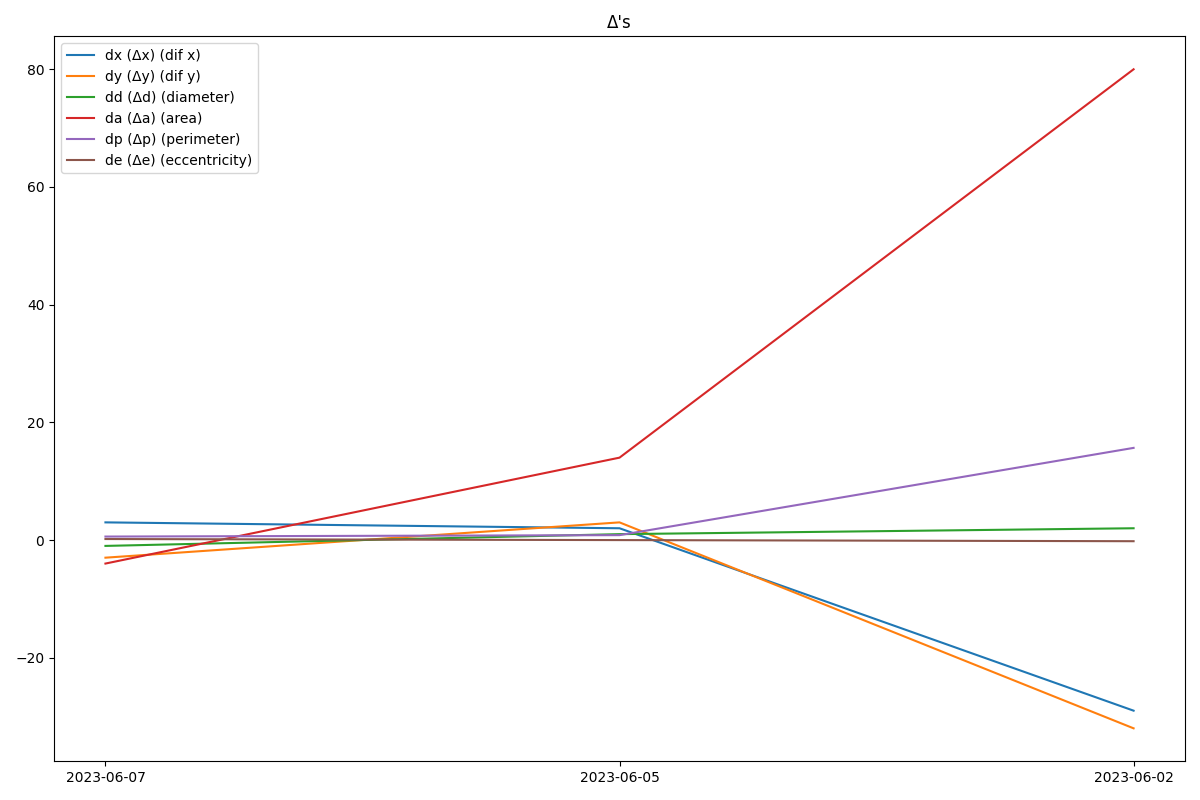 Δ's
dx (Δx) (dif x)
dy (Δy) (dif y)
dd (Δd) (diameter)
da (Δa) (area)
dp (Δp) (perimeter)
de (Δe) (eccentricity)
80
60
40
20
0
−20
2023-06-07
2023-06-05
2023-06-02